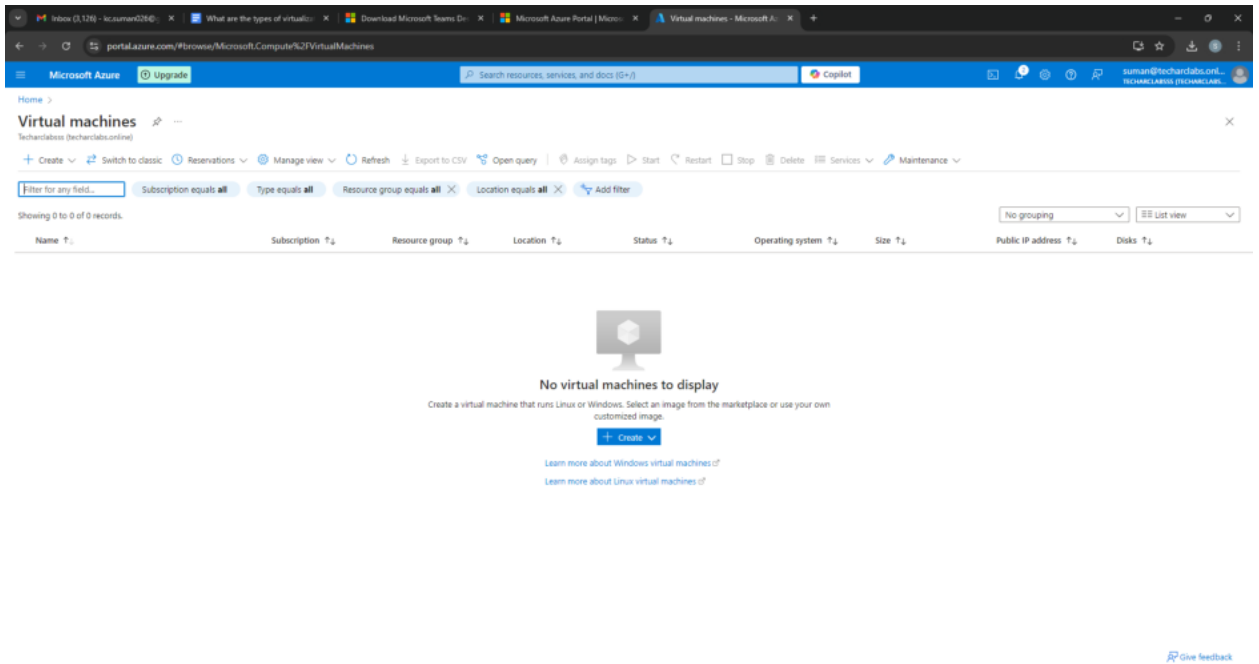 Inbox (3,126) - kc.suman026@g
What are the types of virtualiz
Download Microsoft Teams De
Microsoft Azure Portal | Micros
Virtual machines - Microsoft A
portal.azure.com/#browse/Microsoft.Compute%2FVirtualMachines
Microsoft Azure
Upgrade
Search resources, services, and docs (G+/)
Copilot
suman@techarclabs.onl...
TECHARCLABSSS (TECHARCLABS....
Home >
Virtual machines
Techarclabsss (techarclabs.online)
Create Switch to classic Reservations Manage view Refresh Export to CSV Open query Assign tags Start Restart Stop Delete Services Maintenance
Filter for any field... Subscription equals all Type equals all Resource group equals all Location equals all Add filter
Showing 0 to 0 of 0 records.
No grouping List view
Name Subscription Resource group Location Status Operating system Size Public IP address Disks
No virtual machines to display
Create a virtual machine that runs Linux or Windows. Select an image from the marketplace or use your own
customized image.
+ Create
Learn more about Windows virtual machines
Learn more about Linux virtual machines
Give feedback